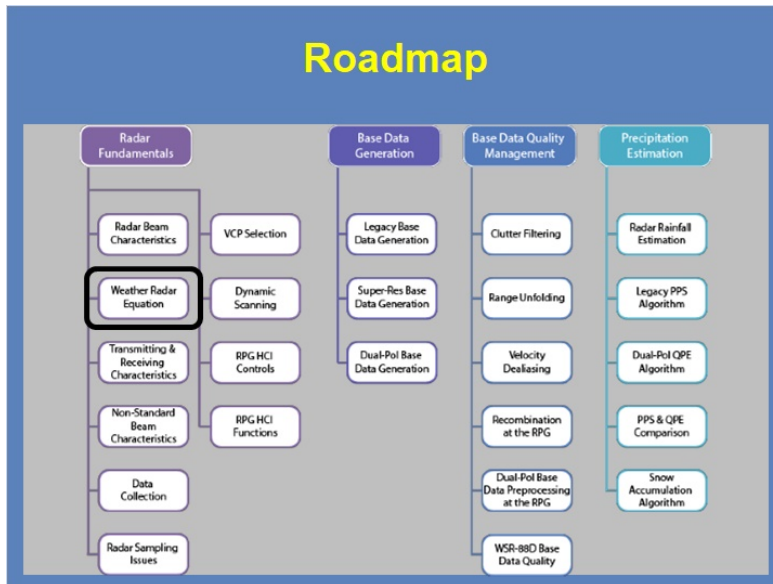 Roadmap
Radar
Fundamentals
Radar Beam
Characteristics
Weather Radar
Equation
Transmitting &
Receiving
Characteristics
Non-Standard
Beam
Characteristics
Data
Collection
Radar Sampling
Issues
VCP Selection
Dynamic
Scanning
RPG HCI
Controls
RPG HCI
Functions
Base Data
Generation
Legacy Base
Data Generation
Super-Res Base
Data Generation
Dual-Pol Base
Data Generation
Base Data Quality
Management
Clutter Filtering
Range Unfolding
Velocity
Dealiasing
Recombination
at the RPG
Dual-Pol Base
Data Preprocessing
at the RPG
WSR-88D Base
Data Quality
Precipitation
Estimation
Radar Rainfall
Estimation
Legacy PPS
Algorithm
Dual-Pol QPE
Algorithm
PPS & QPE
Comparison
Snow
Accumulation
Algorithm